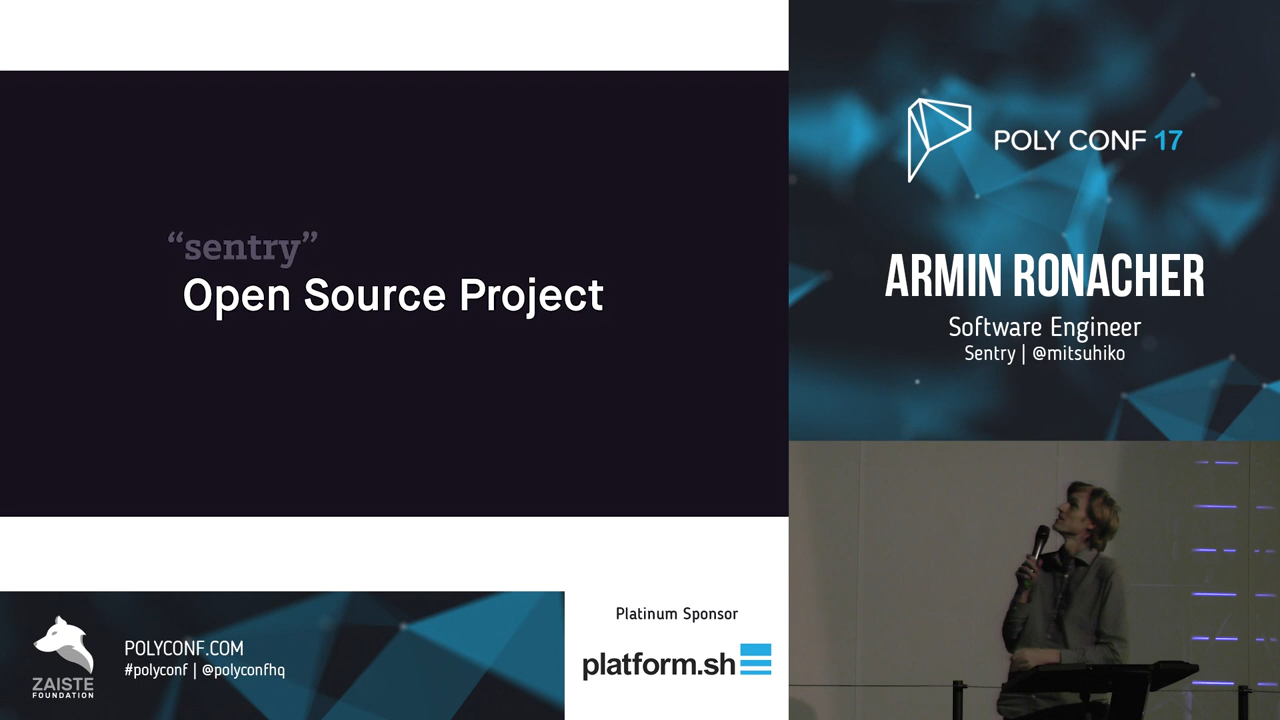 “sentry”
Open Source Project
POLY CONF 17
ARMIN RONACHER
Software Engineer
Sentry | @mitsuhiko
ZAISTE
FOUNDATION
POLYCONF.COM
#polyconf | @polyconfhq
Platinum Sponsor
platform.sh